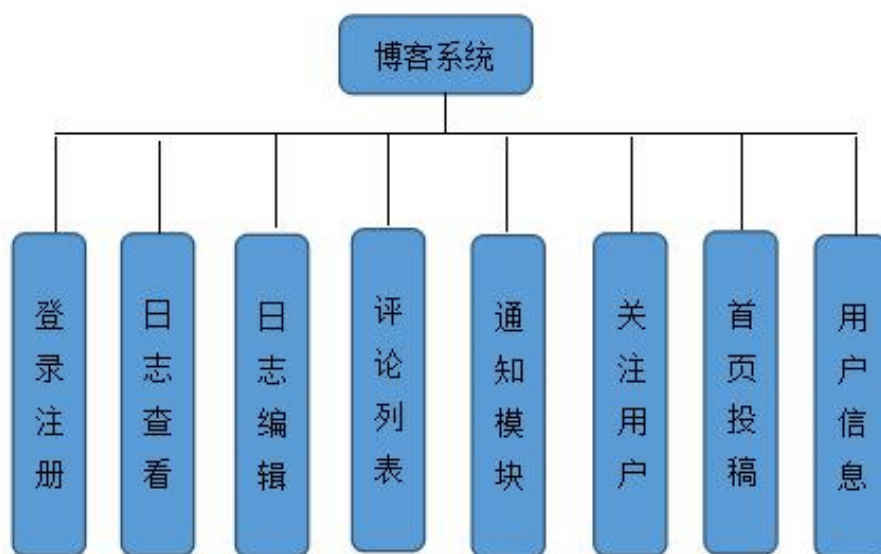 博客系统
登录注册
日志查看
日志编辑
评论列表
通知模块
关注用户
首页投稿
用户信息